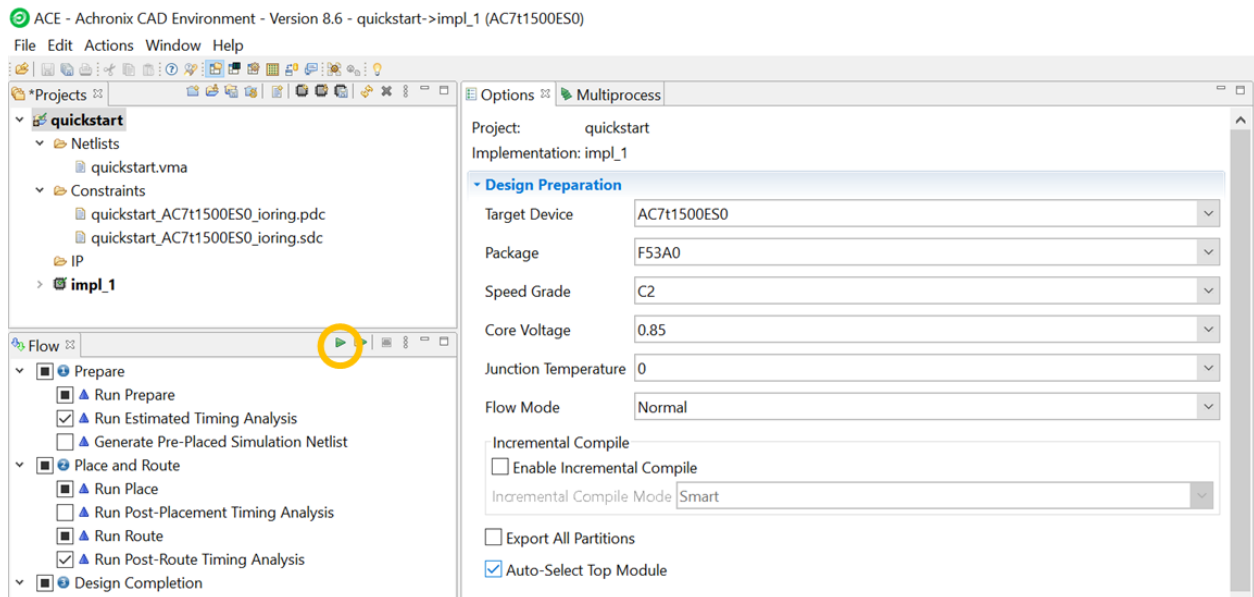 ACE - Achronix CAD Environment - Version 8.6 - quickstart->impl_1 (AC7t1500ES0)
File Edit Actions Window Help
*Projects
quickstart
Netlists
quickstart.vma
Constraints
quickstart_AC7t1500ES0_ioring.pdc
quickstart_AC7t1500ES0_ioring.sdc
IP
impl_1
Flow
1 Prepare
Run Prepare
Run Estimated Timing Analysis
Generate Pre-Placed Simulation Netlist
2 Place and Route
Run Place
Run Post-Placement Timing Analysis
Run Route
Run Post-Route Timing Analysis
3 Design Completion
Options Multiprocess
Project: quickstart
Implementation: impl_1
Design Preparation
Target Device AC7t1500ES0
Package F53A0
Speed Grade C2
Core Voltage 0.85
Junction Temperature 0
Flow Mode Normal
Incremental Compile
Enable Incremental Compile
Incremental Compile Mode Smart
Export All Partitions
Auto-Select Top Module